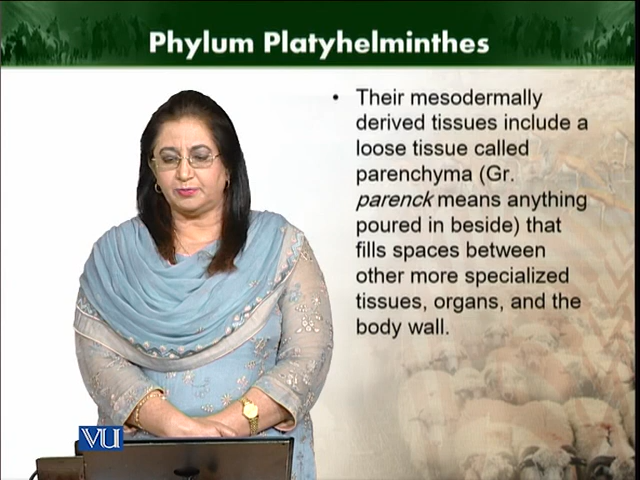 Phylum Platyhelminthes
• Their mesodermally
derived tissues include a
loose tissue called
parenchyma (Gr.
parenck means anything
poured in beside) that
fills spaces between
other more specialized
tissues, organs, and the
body wall.
VU